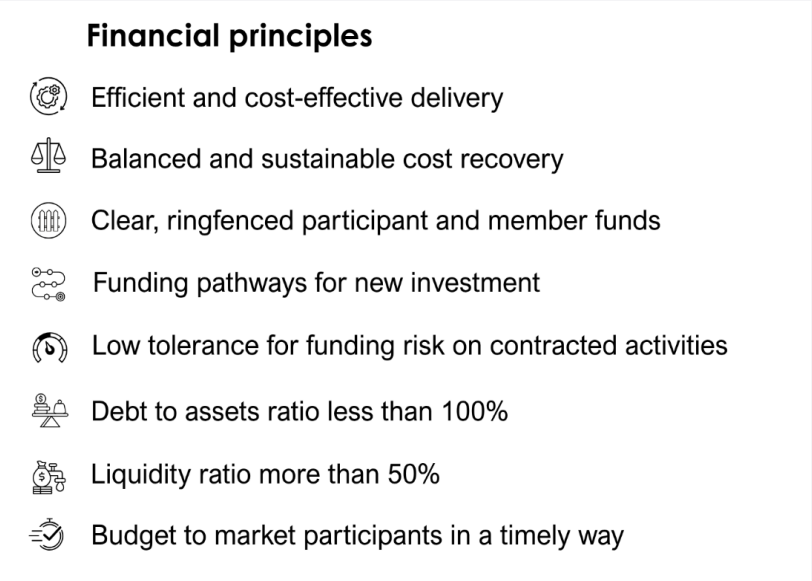 Financial principles
Efficient and cost-effective delivery
Balanced and sustainable cost recovery
Clear, ringfenced participant and member funds
Funding pathways for new investment
Low tolerance for funding risk on contracted activities
Debt to assets ratio less than 100%
Liquidity ratio more than 50%
Budget to market participants in a timely way